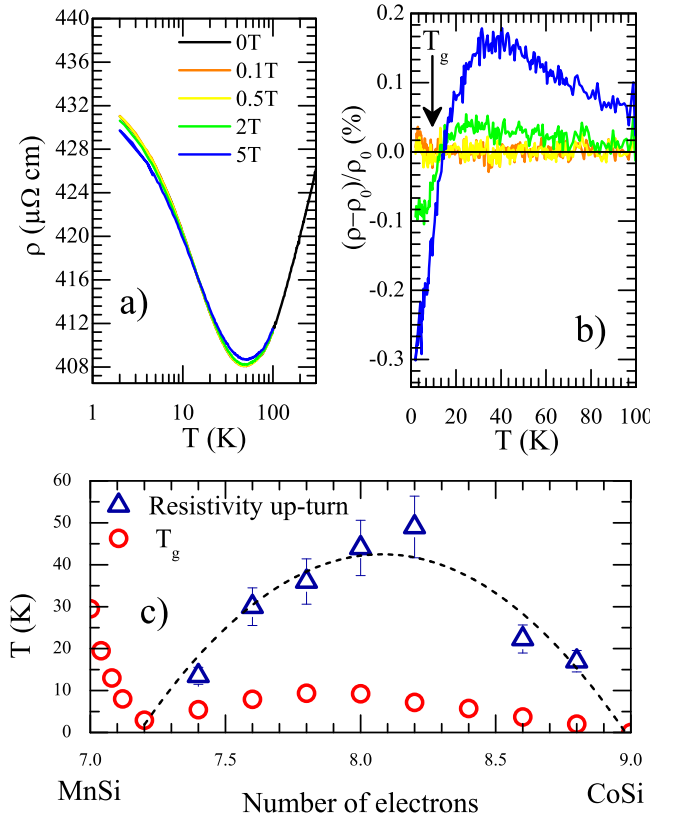 440
436
431
428
424
420
416
412
408
ρ (μΩ cm)
0T
0.1T
0.5T
2T
5T
a)
1 10 100
T (K)
0.2
0.1
0.0
-0.1
-0.2
-0.3
(ρ−ρ0)/ρ0 (%)
Tg
b)
0 20 40 60 80 100
T (K)
60
50
40
30
20
10
0
T (K)
Resistivity up-turn
Tg
c)
7.0 7.5 8.0 8.5 9.0
MnSi Number of electrons CoSi